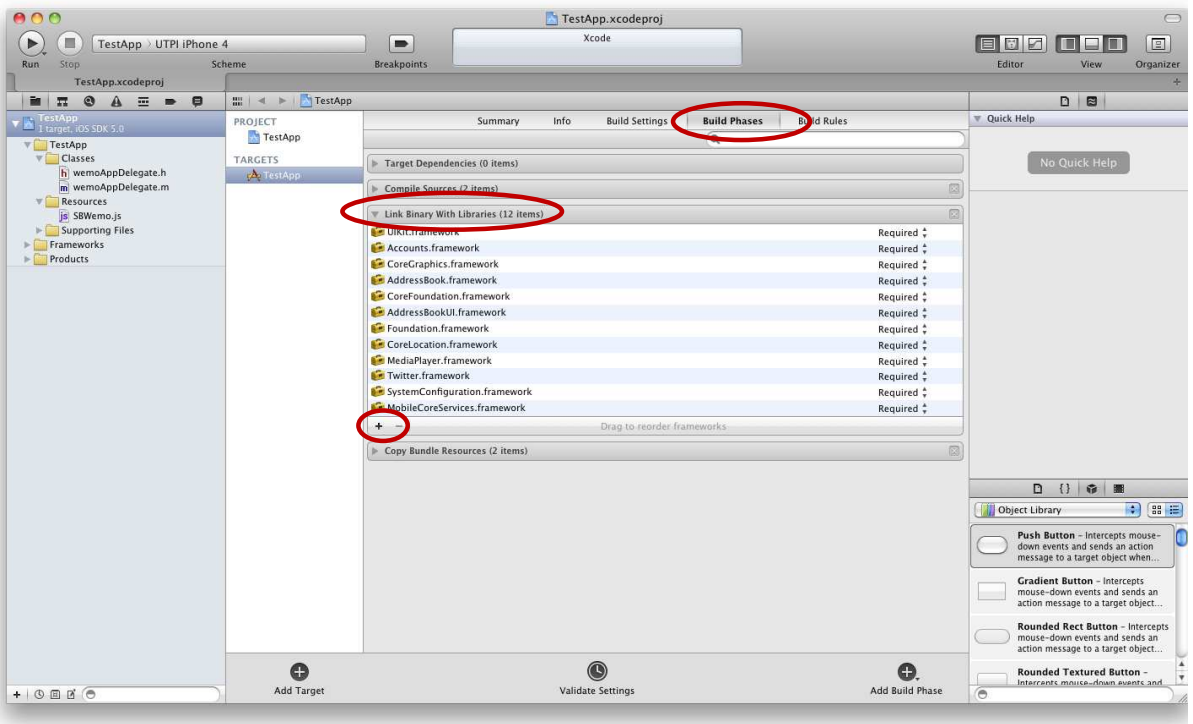 TestApp.xcodeproj
TestApp › UTPI iPhone 4
Xcode
Run Stop Scheme Breakpoints Editor View Organizer
TestApp.xcodeproj
TestApp
TestApp
1 target, iOS SDK 5.0
TestApp
Classes
wemoAppDelegate.h
wemoAppDelegate.m
Resources
SBWemo.js
Supporting Files
Frameworks
Products
PROJECT
TestApp
TARGETS
TestApp
Summary Info Build Settings Build Phases Build Rules
Target Dependencies (0 items)
Compile Sources (2 items)
Link Binary With Libraries (12 items)
UIKit.framework Required
Accounts.framework Required
CoreGraphics.framework Required
AddressBook.framework Required
CoreFoundation.framework Required
AddressBookUI.framework Required
Foundation.framework Required
CoreLocation.framework Required
MediaPlayer.framework Required
Twitter.framework Required
SystemConfiguration.framework Required
MobileCoreServices.framework Required
+ − Drag to reorder frameworks
Copy Bundle Resources (2 items)
Add Target Validate Settings Add Build Phase
Quick Help
No Quick Help
Object Library
Push Button – Intercepts mouse-
down events and sends an action
message to a target object when...
Gradient Button – Intercepts
mouse-down events and sends an
action message to a target object...
Rounded Rect Button – Intercepts
mouse-down events and sends an
action message to a target object...
Rounded Textured Button –
Intercepts mouse-down events and